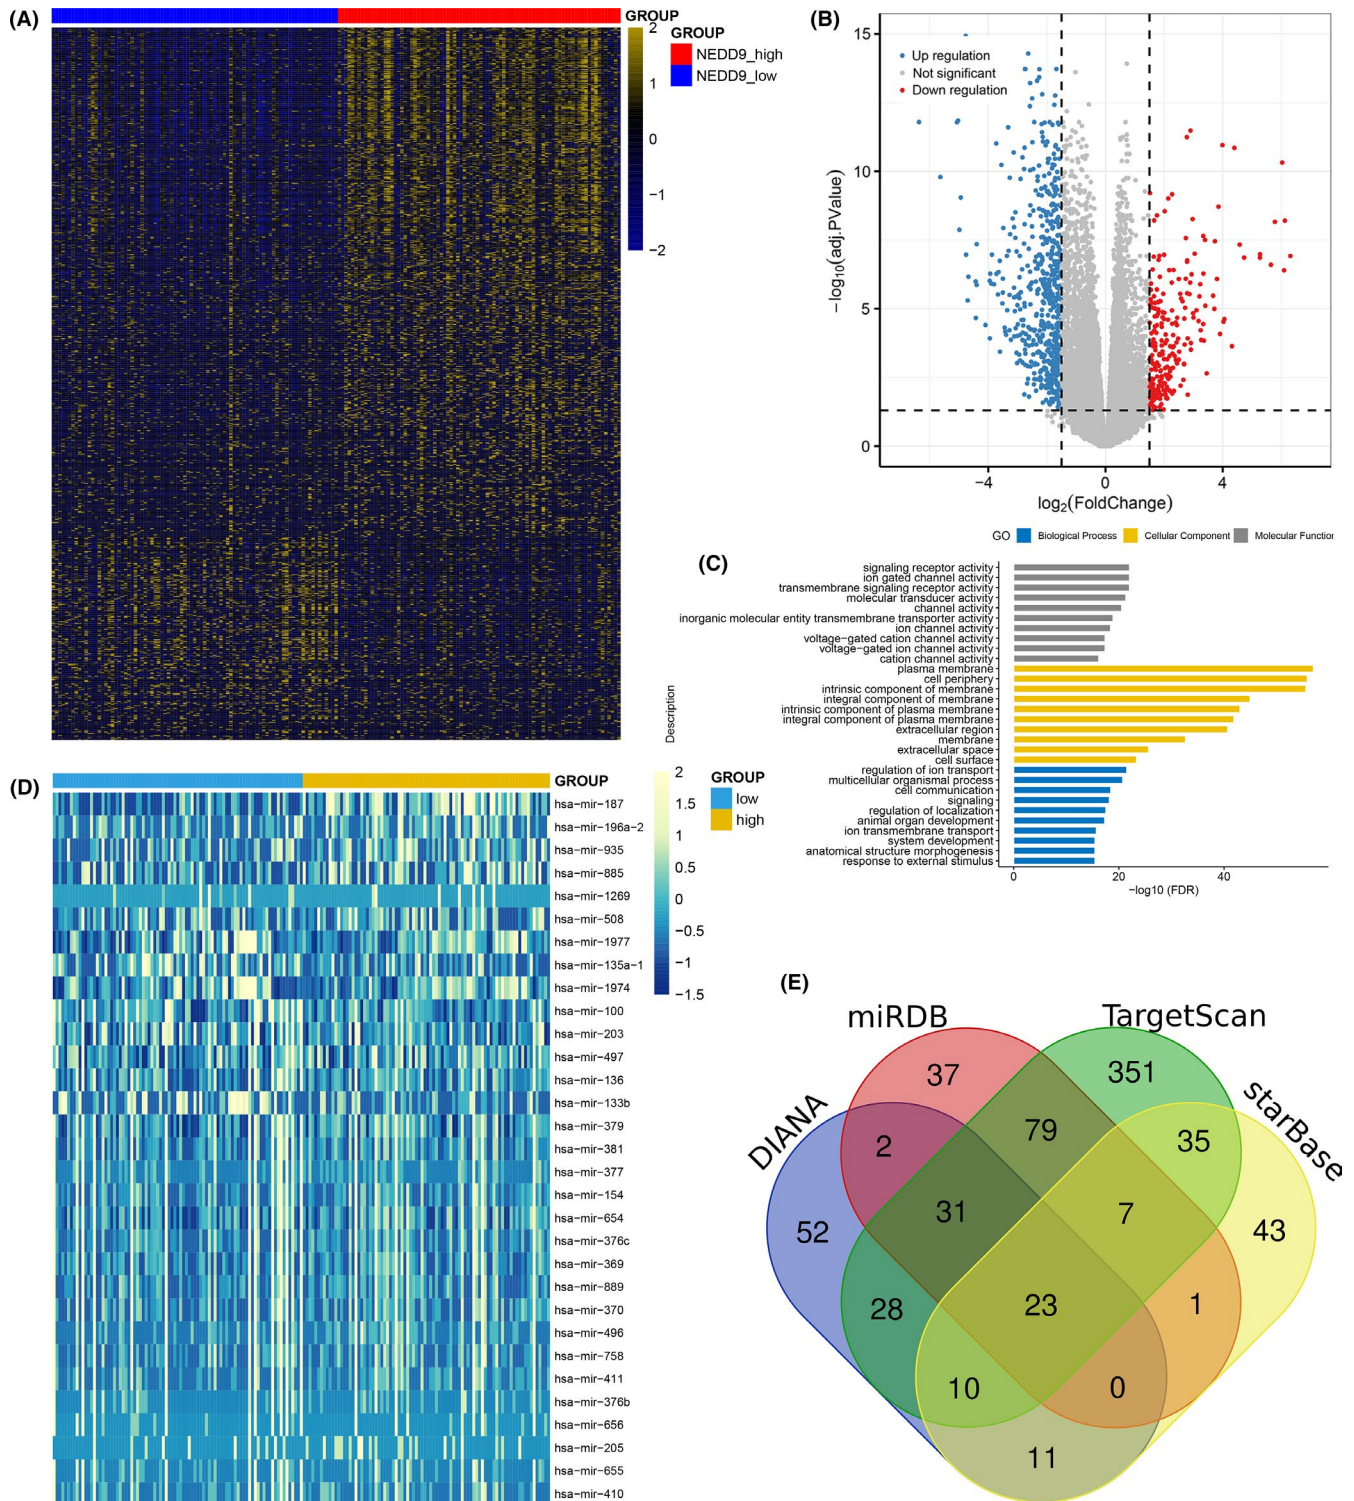 (A)
GROUP
2
1
0
−1
−2
GROUP
NEDD9_high
NEDD9_low
(B)
15
10
5
0
−log10(adj.PValue)
Up regulation
Not significant
Down regulation
−4
0
4
log2(FoldChange)
(C)
GO
Biological Process
Cellular Component
Molecular Function
Description
signaling receptor activity
ion gated channel activity
transmembrane signaling receptor activity
molecular transducer activity
channel activity
inorganic molecular entity transmembrane transporter activity
ion channel activity
voltage-gated cation channel activity
voltage-gated ion channel activity
cation channel activity
plasma membrane
cell periphery
intrinsic component of membrane
integral component of membrane
intrinsic component of plasma membrane
integral component of plasma membrane
extracellular region
membrane
extracellular space
cell surface
regulation of ion transport
multicellular organismal process
cell communication
signaling
regulation of localization
animal organ development
ion transmembrane transport
system development
anatomical structure morphogenesis
response to external stimulus
0
20
40
−log10 (FDR)
(D)
GROUP
hsa−mir−187
hsa−mir−196a−2
hsa−mir−935
hsa−mir−885
hsa−mir−1269
hsa−mir−508
hsa−mir−1977
hsa−mir−135a−1
hsa−mir−1974
hsa−mir−100
hsa−mir−203
hsa−mir−497
hsa−mir−136
hsa−mir−133b
hsa−mir−379
hsa−mir−381
hsa−mir−377
hsa−mir−154
hsa−mir−654
hsa−mir−376c
hsa−mir−369
hsa−mir−889
hsa−mir−370
hsa−mir−496
hsa−mir−758
hsa−mir−411
hsa−mir−376b
hsa−mir−656
hsa−mir−205
hsa−mir−655
hsa−mir−410
2
1.5
1
0.5
0
−0.5
−1
−1.5
GROUP
low
high
(E)
miRDB
TargetScan
DIANA
starBase
37
351
2
79
35
52
31
7
43
28
23
1
10
0
11